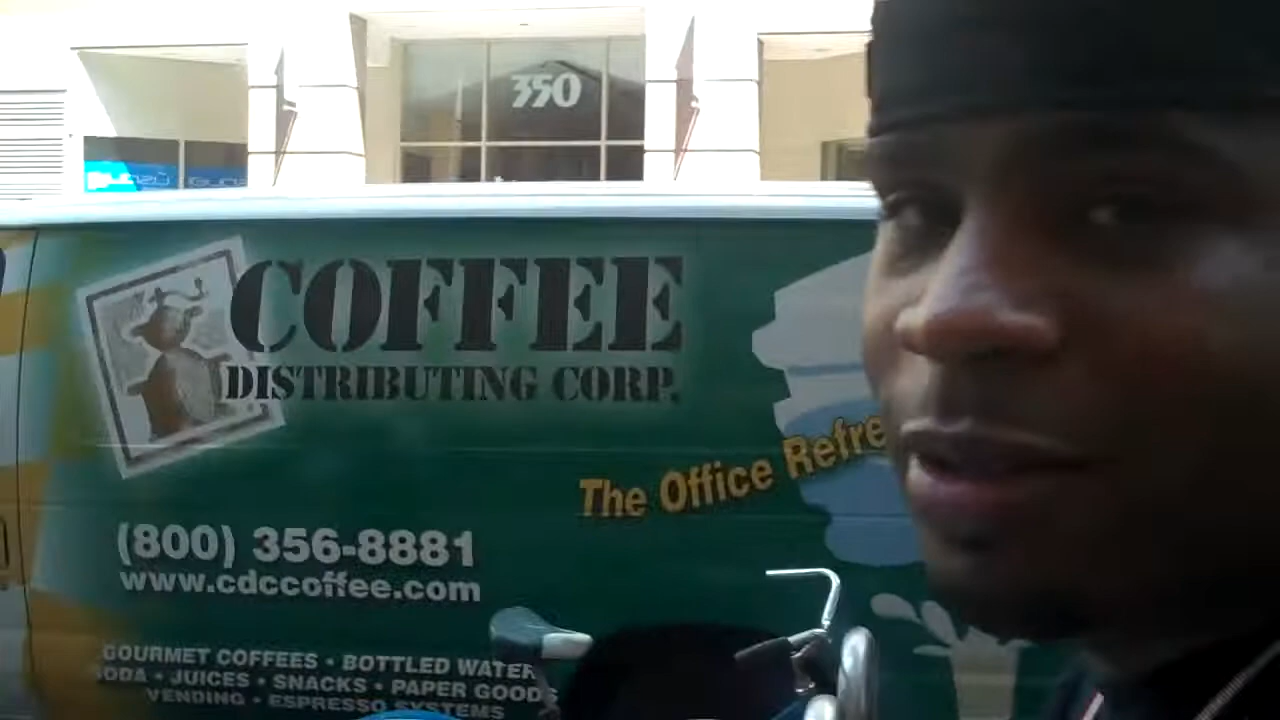 350
COFFEE
DISTRIBUTING CORP.
The Office Refre
(800) 356-8881
www.cdccoffee.com
GOURMET COFFEES • BOTTLED WATER
SODA • JUICES • SNACKS • PAPER GOODS
VENDING • ESPRESSO SYSTEMS